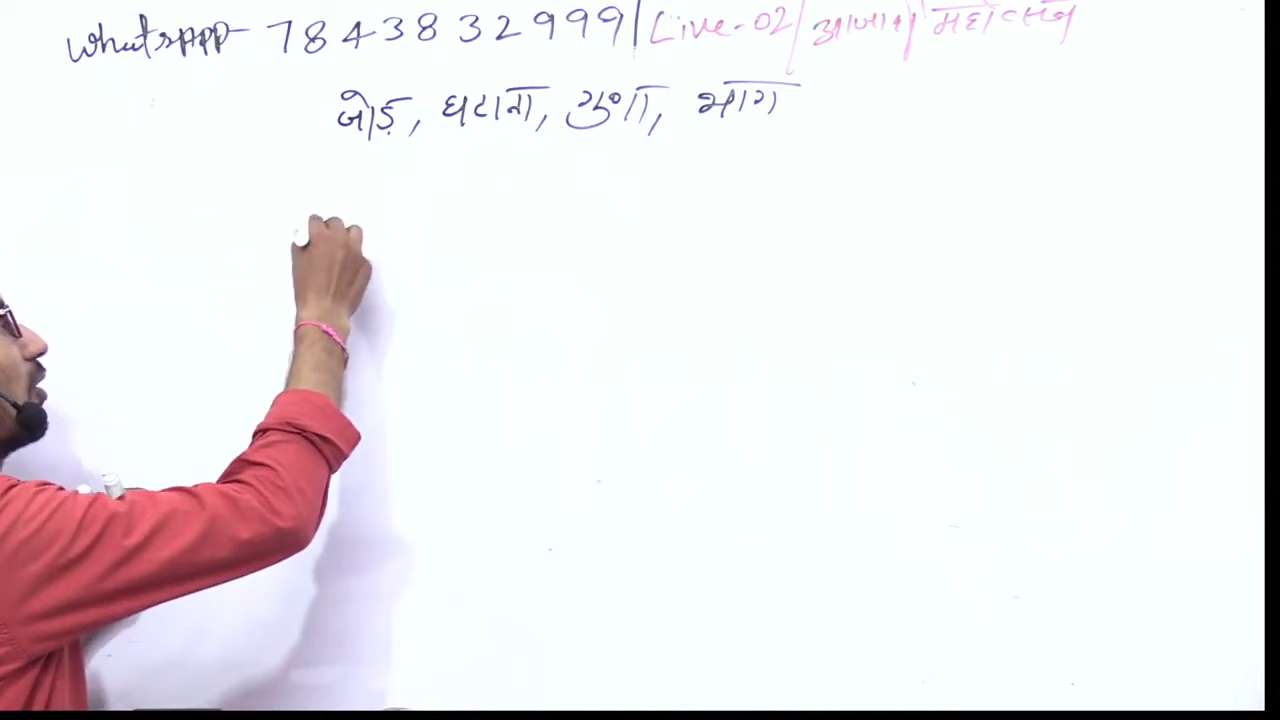 Whatsapp- 7843832999|Live-02/आजादी महोत्सव
जोड़, घटाना, गुणा, भाग